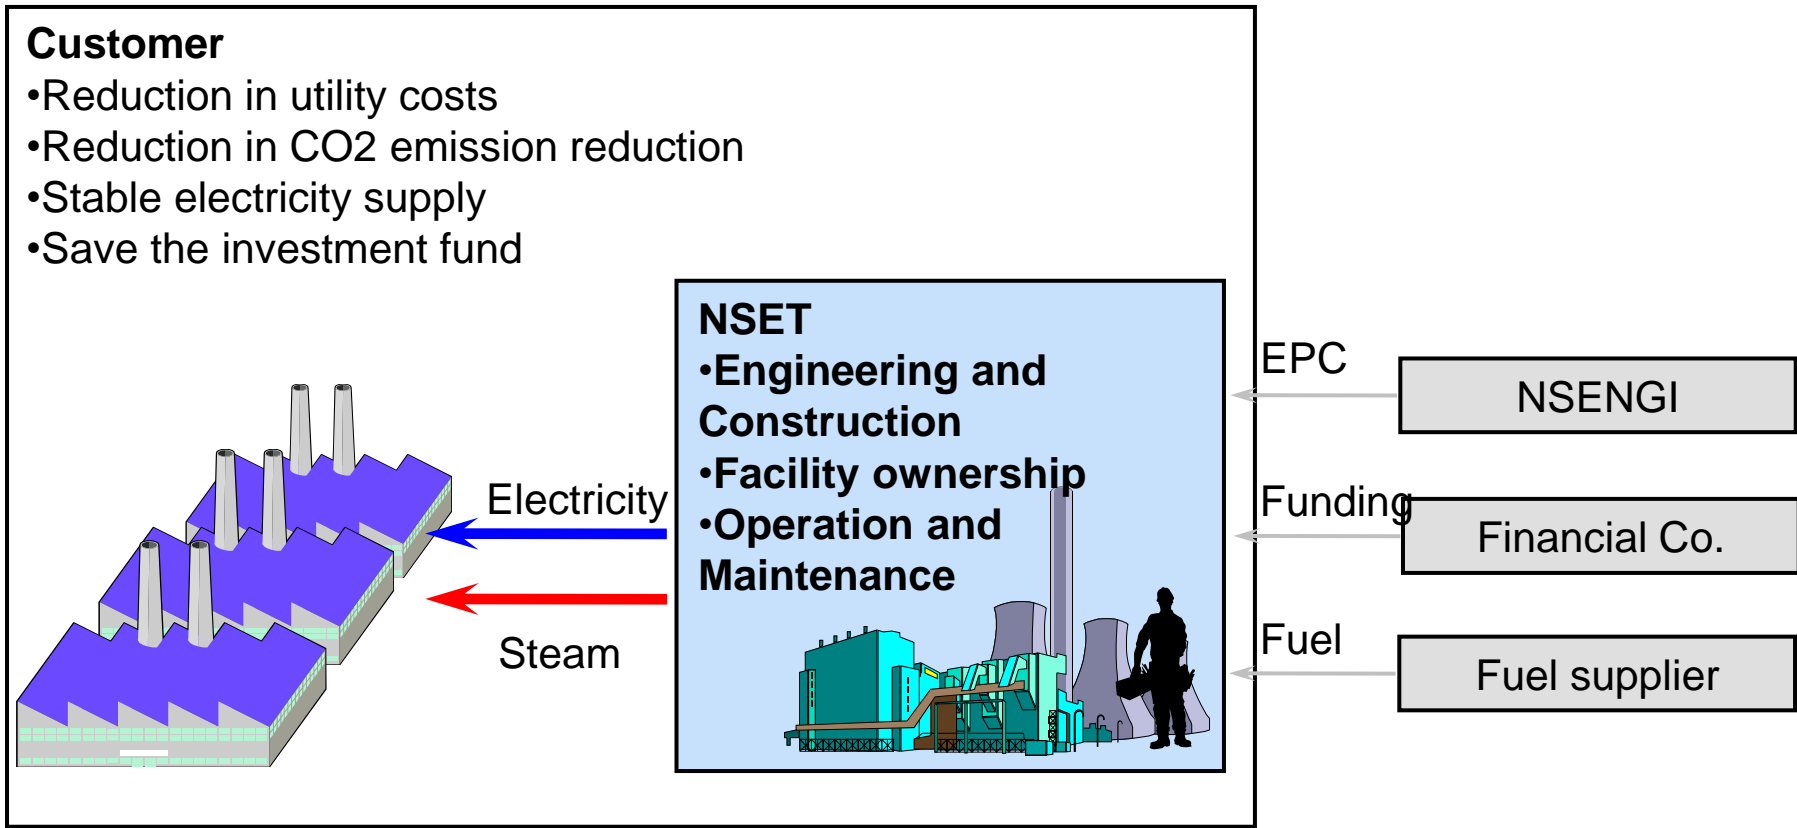 Customer
•Reduction in utility costs
•Reduction in CO2 emission reduction
•Stable electricity supply
•Save the investment fund
NSET
•Engineering and
Construction
•Facility ownership
•Operation and
Maintenance
Electricity
Steam
EPC
NSENGI
Funding
Financial Co.
Fuel
Fuel supplier